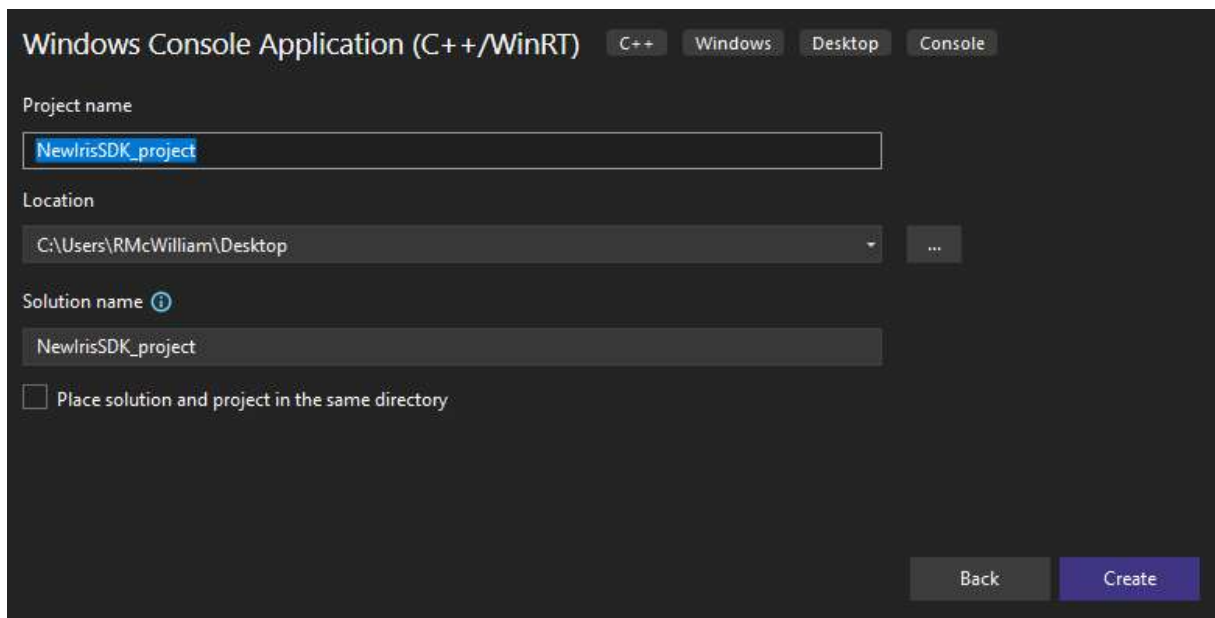 Windows Console Application (C++/WinRT) C++ Windows Desktop Console
Project name
NewIrisSDK_project
Location
C:\Users\RMcWilliam\Desktop
...
Solution name
NewIrisSDK_project
Place solution and project in the same directory
Back Create